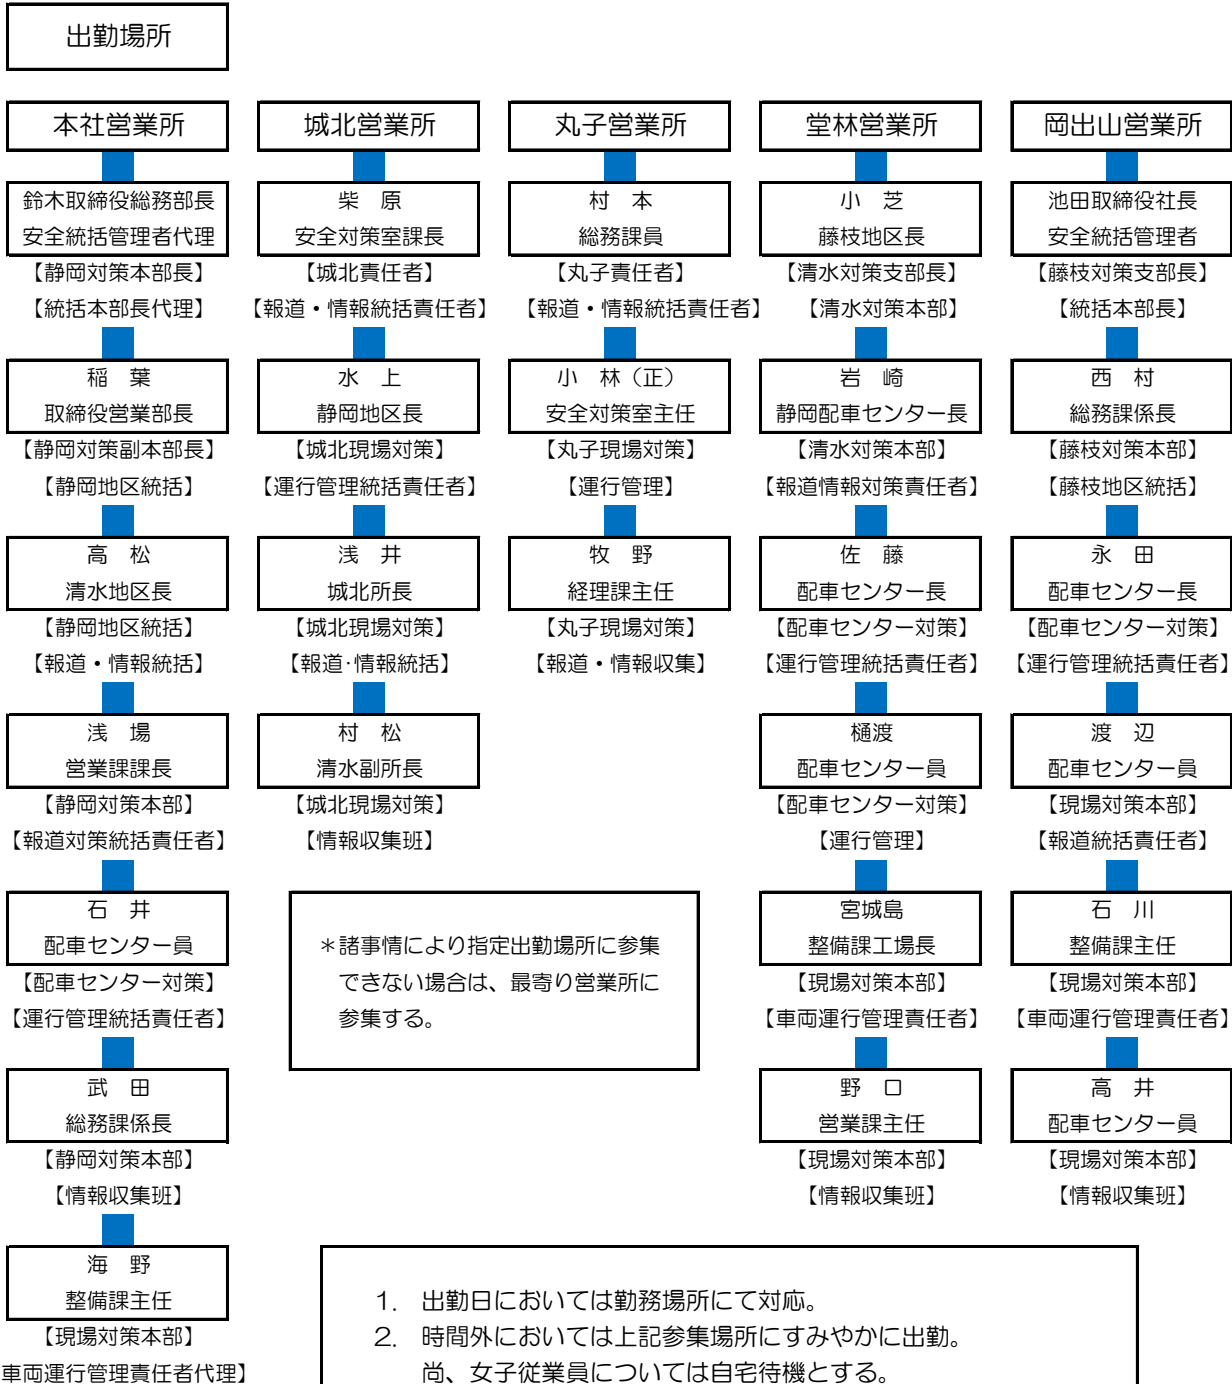 出勤場所
本社営業所
鈴木取締役総務部長
安全統括管理者代理
【静岡対策本部長】
【統括本部長代理】
稲　葉
取締役営業部長
【静岡対策副本部長】
【静岡地区統括】
高　松
清水地区長
【静岡地区統括】
【報道・情報統括】
浅　場
営業課課長
【静岡対策本部】
【報道対策統括責任者】
石　井
配車センター員
【配車センター対策】
【運行管理統括責任者】
武　田
総務課係長
【静岡対策本部】
【情報収集班】
海　野
整備課主任
【現場対策本部】
車両運行管理責任者代理】
城北営業所
柴　原
安全対策室課長
【城北責任者】
【報道・情報統括責任者】
水　上
静岡地区長
【城北現場対策】
【運行管理統括責任者】
浅　井
城北所長
【城北現場対策】
【報道･情報統括】
村　松
清水副所長
【城北現場対策】
【情報収集班】
丸子営業所
村　本
総務課員
【丸子責任者】
【報道・情報統括責任者】
小　林（正）
安全対策室主任
【丸子現場対策】
【運行管理】
牧　野
経理課主任
【丸子現場対策】
【報道・情報収集】
堂林営業所
小　芝
藤枝地区長
【清水対策支部長】
【清水対策本部】
岩　崎
静岡配車センター長
【清水対策本部】
【報道情報対策責任者】
佐　藤
配車センター長
【配車センター対策】
【運行管理統括責任者】
樋渡
配車センター員
【配車センター対策】
【運行管理】
宮城島
整備課工場長
【現場対策本部】
【車両運行管理責任者】
野　口
営業課主任
【現場対策本部】
【情報収集班】
岡出山営業所
池田取締役社長
安全統括管理者
【藤枝対策支部長】
【統括本部長】
西　村
総務課係長
【藤枝対策本部】
【藤枝地区統括】
永　田
配車センター長
【配車センター対策】
【運行管理統括責任者】
渡　辺
配車センター員
【現場対策本部】
【報道統括責任者】
石　川
整備課主任
【現場対策本部】
【車両運行管理責任者】
高　井
配車センター員
【現場対策本部】
【情報収集班】
＊諸事情により指定出勤場所に参集
できない場合は、最寄り営業所に
参集する。
1.　出勤日においては勤務場所にて対応。
2.　時間外においては上記参集場所にすみやかに出勤。
尚、女子従業員については自宅待機とする。